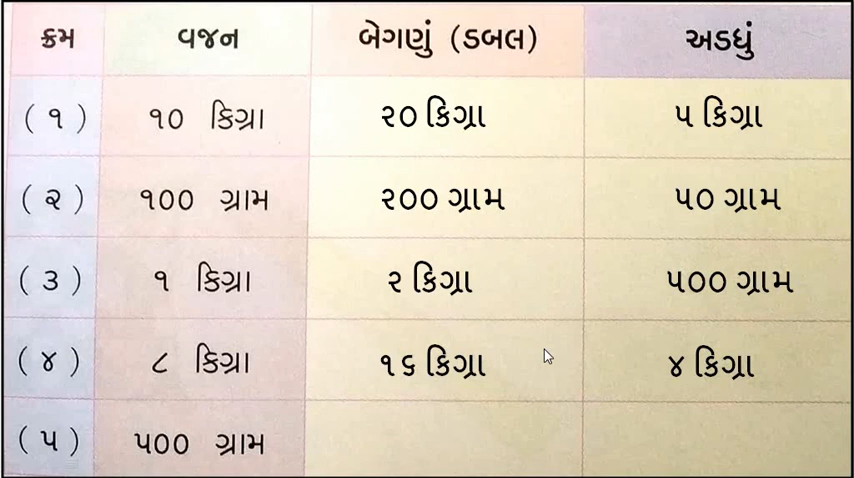 ક્રમ વજન બેગણું (ડબલ) અડધું
(૧) ૧૦ કિગ્રા ૨૦ કિગ્રા ૫ કિગ્રા
(૨) ૧૦૦ ગ્રામ ૨૦૦ ગ્રામ ૫૦ ગ્રામ
(૩) ૧ કિગ્રા ૨ કિગ્રા ૫૦૦ ગ્રામ
(૪) ૮ કિગ્રા ૧૬ કિગ્રા ૪ કિગ્રા
(૫) ૫૦૦ ગ્રામ